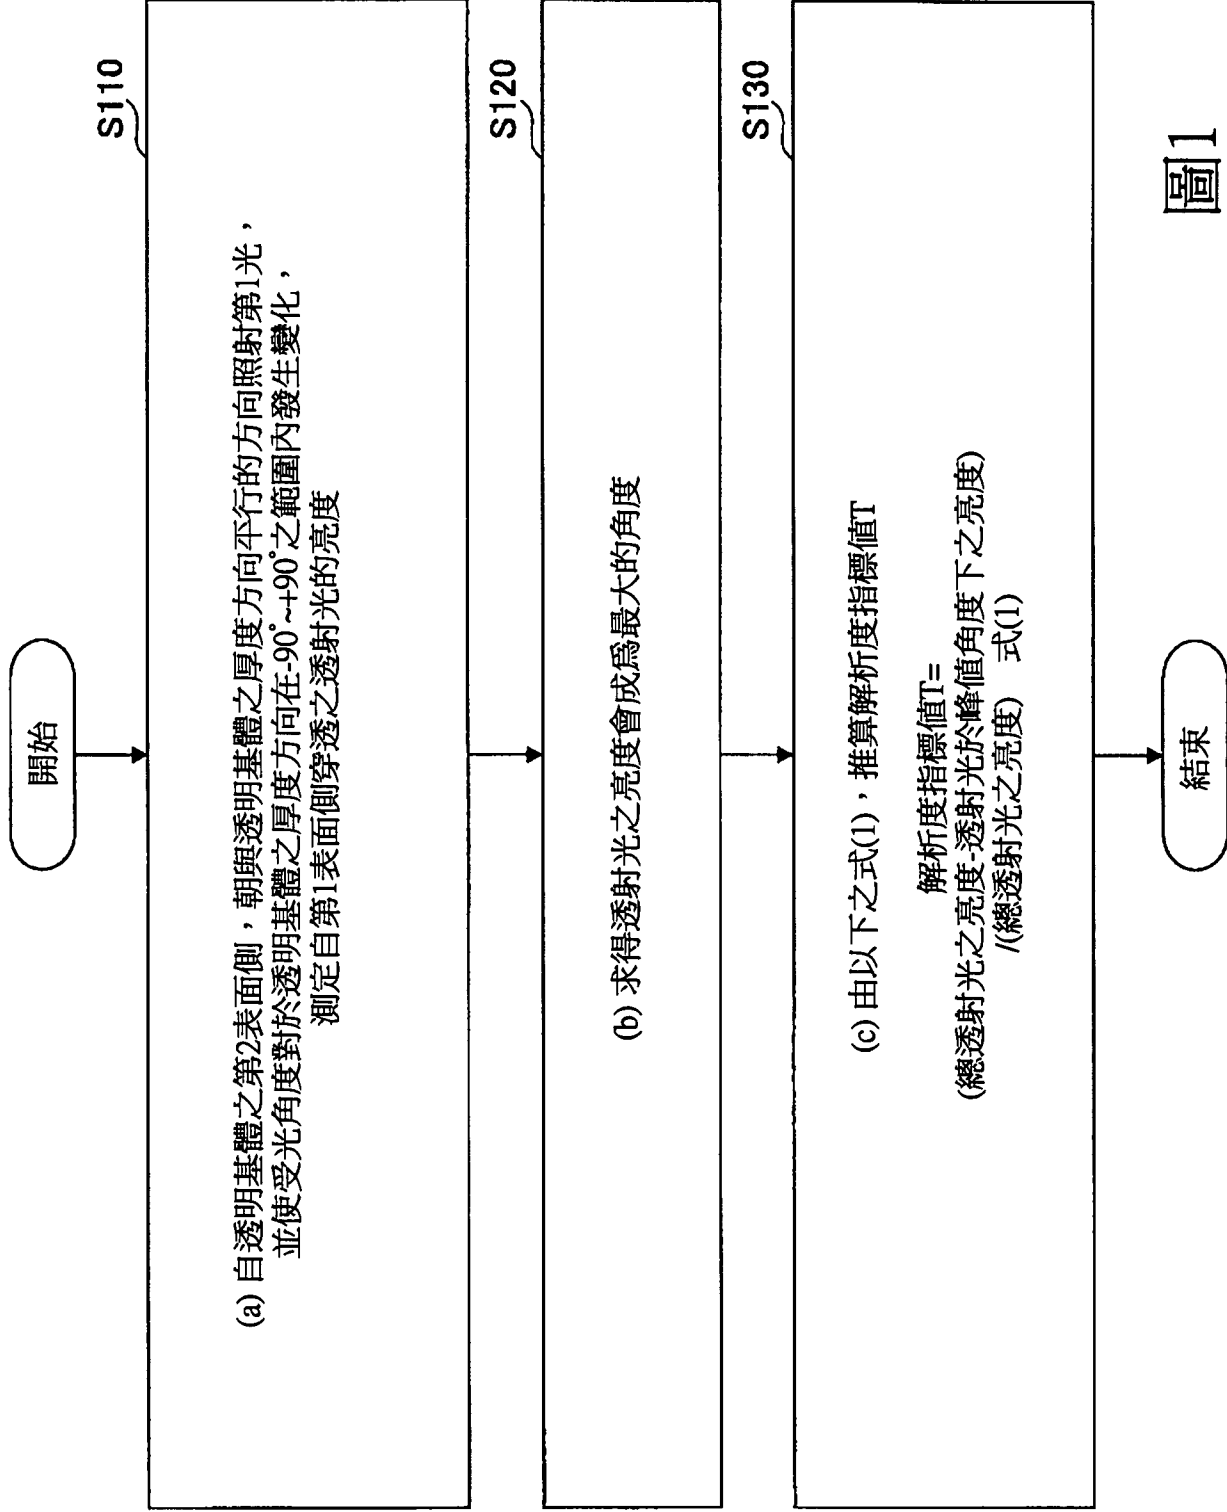 開始
S110
(a) 自透明基體之第2表面側，朝與透明基體之厚度方向平行的方向照射第1光，
並使受光角度對於透明基體之厚度方向在-90°~+90°之範圍內發生變化，
測定自第1表面側穿透之透射光的亮度
S120
(b) 求得透射光之亮度會成爲最大的角度
S130
(c) 由以下之式(1)，推算解析度指標值T
解析度指標值T=
(總透射光之亮度-透射光於峰值角度下之亮度)
/(總透射光之亮度)　式(1)
結束
圖1